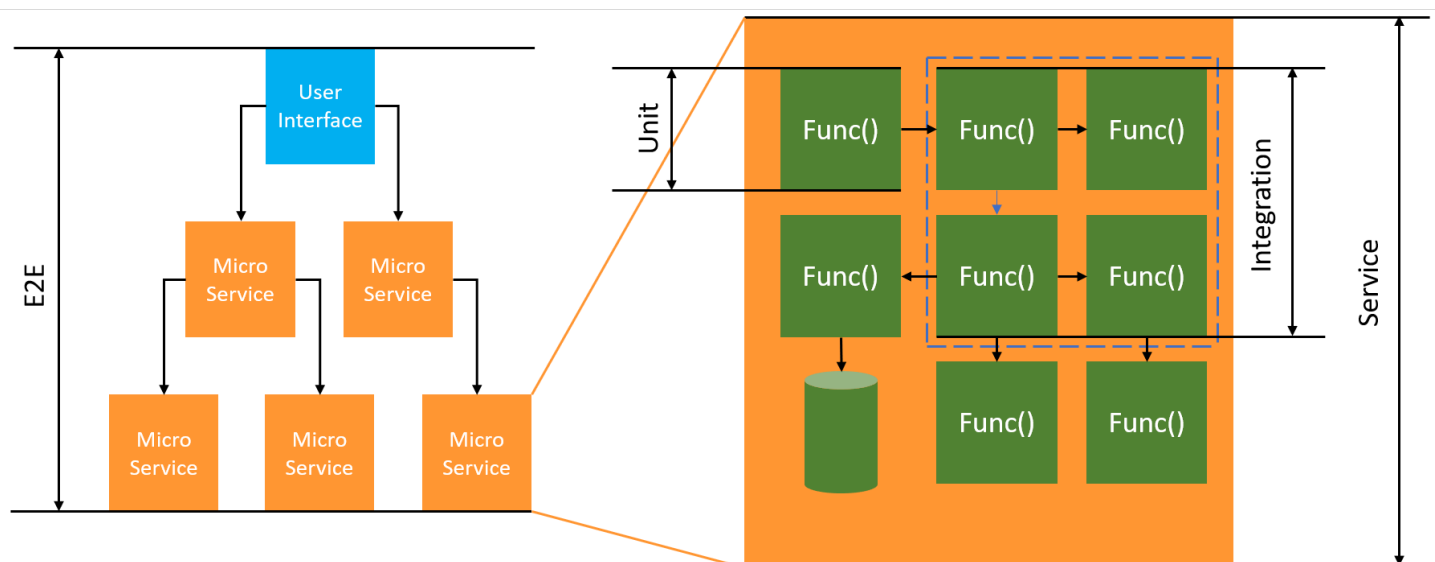 E2E
User
Interface
Micro
Service
Micro
Service
Micro
Service
Micro
Service
Micro
Service
Unit
Func()
Func()
Func()
Func()
Func()
Func()
Func()
Func()
Integration
Service